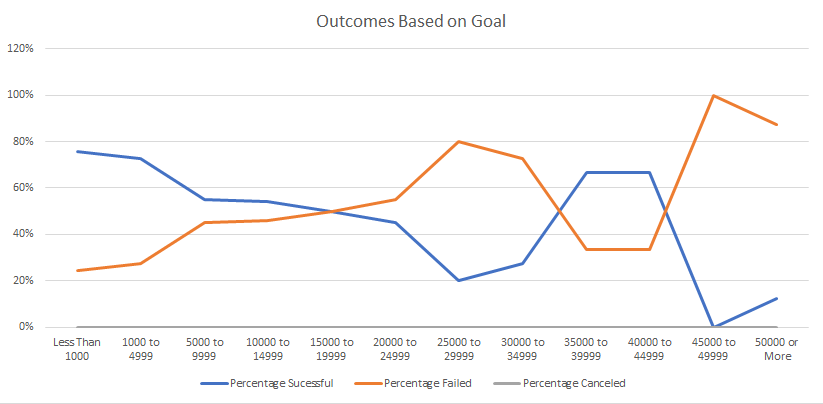 Outcomes Based on Goal
120%
100%
80%
60%
40%
20%
0%
Less Than 1000 to 5000 to 10000 to 15000 to 20000 to 25000 to 30000 to 35000 to 40000 to 45000 to 50000 or
1000 4999 9999 14999 19999 24999 29999 34999 39999 44999 49999 More
Percentage Sucessful Percentage Failed Percentage Canceled